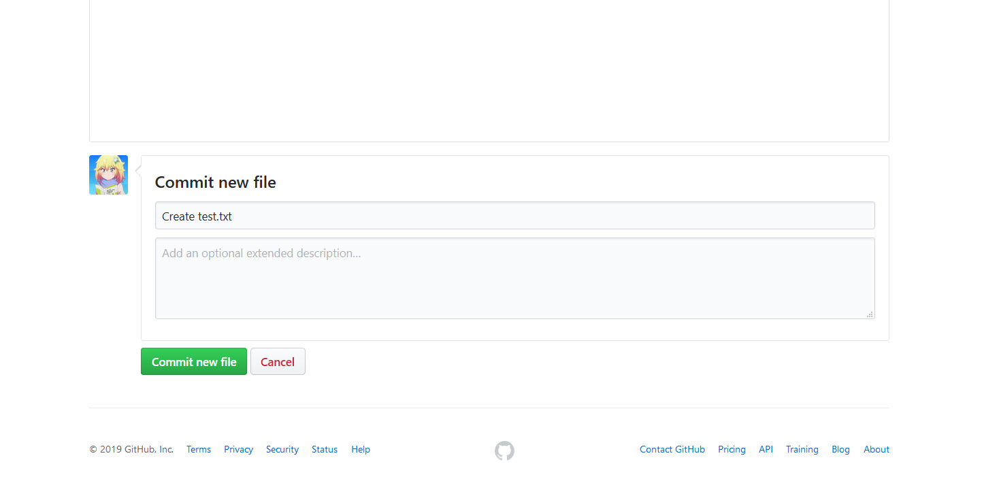 Commit new file
Create test.txt
Add an optional extended description...
Commit new file Cancel
© 2019 GitHub, Inc. Terms Privacy Security Status Help Contact GitHub Pricing API Training Blog About